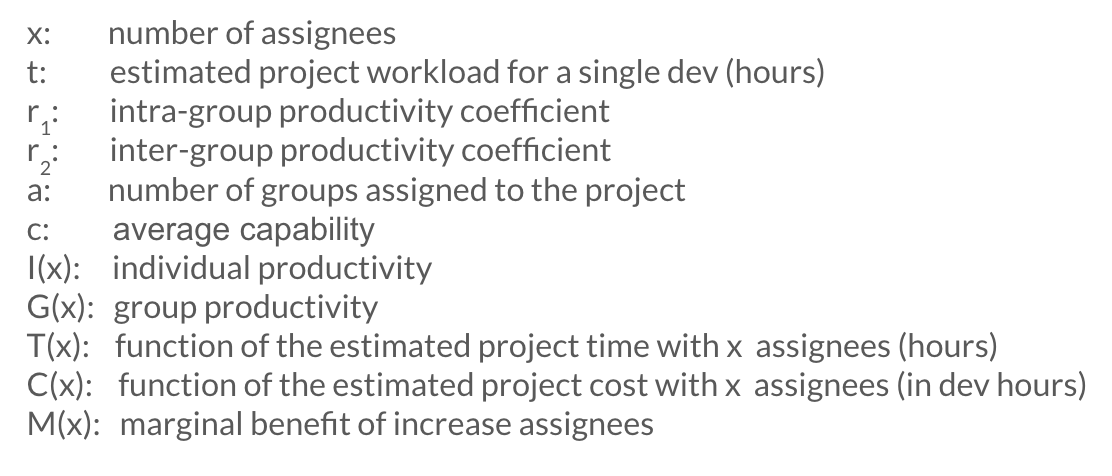 x: number of assignees
t: estimated project workload for a single dev (hours)
r₁: intra-group productivity coefficient
r₂: inter-group productivity coefficient
a: number of groups assigned to the project
c: average capability
I(x): individual productivity
G(x): group productivity
T(x): function of the estimated project time with x assignees (hours)
C(x): function of the estimated project cost with x assignees (in dev hours)
M(x): marginal benefit of increase assignees